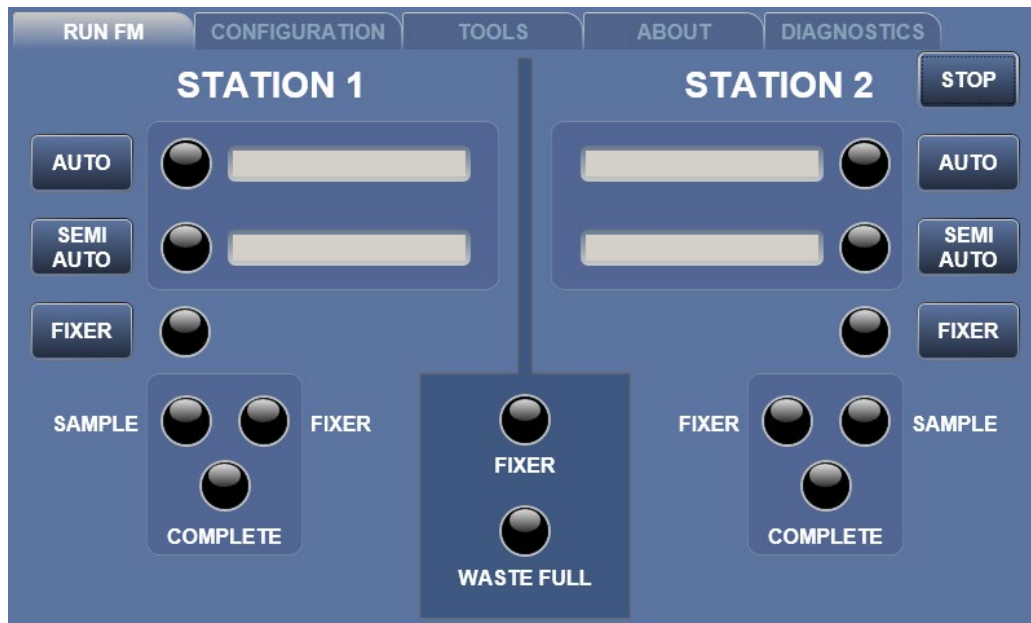 RUN FM
CONFIGURATION
TOOLS
ABOUT
DIAGNOSTICS
STATION 1
STATION 2
STOP
AUTO
AUTO
SEMI
AUTO
SEMI
AUTO
FIXER
FIXER
SAMPLE
FIXER
FIXER
SAMPLE
FIXER
COMPLETE
COMPLETE
WASTE FULL